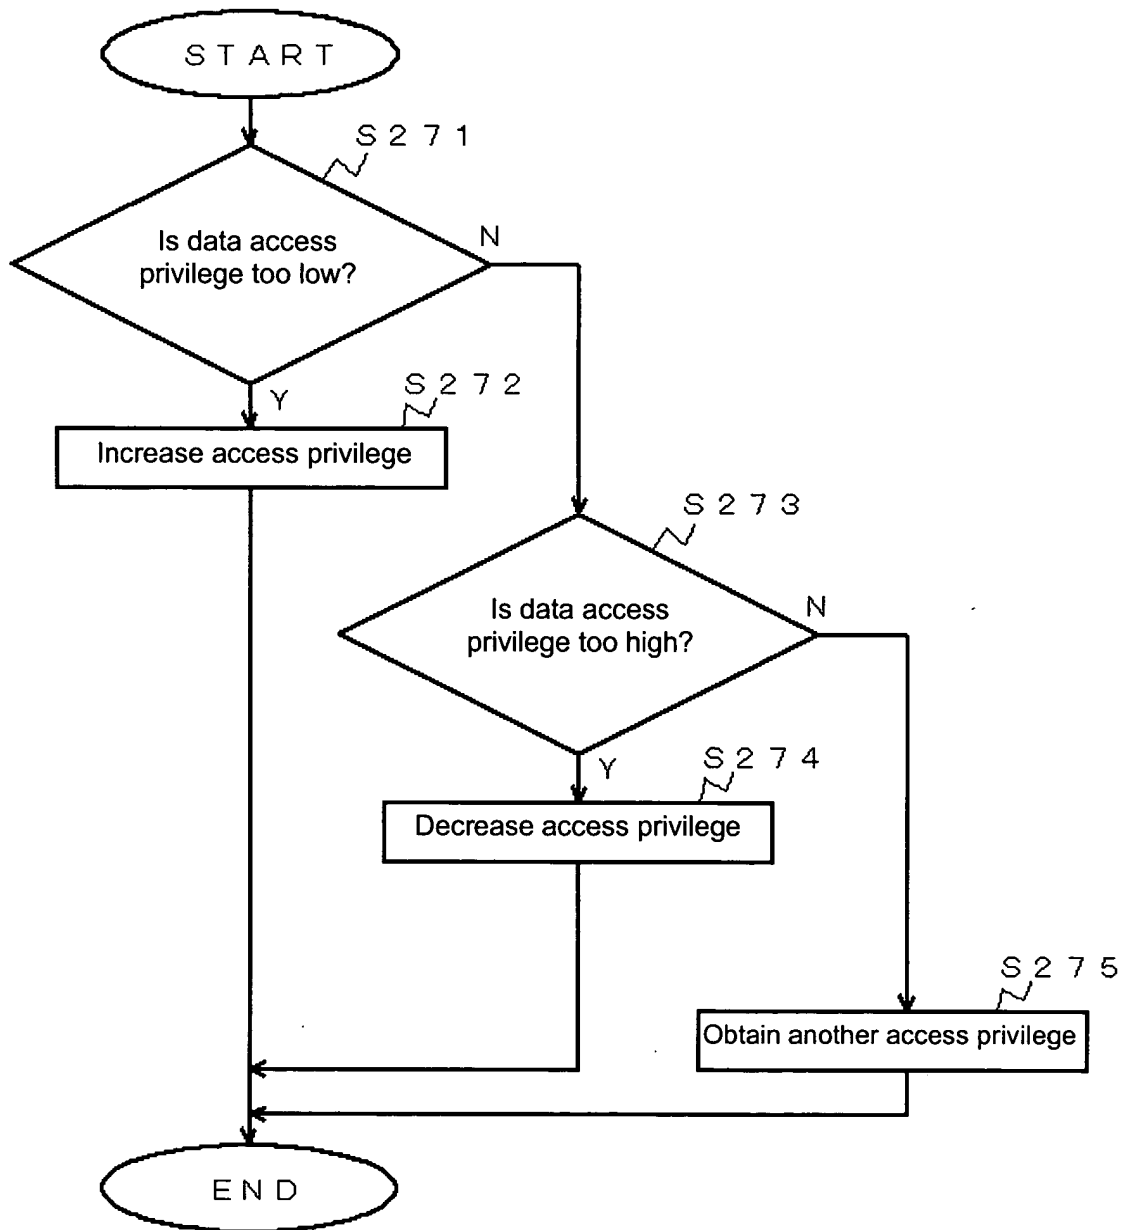 START
S271
Is data access
privilege too low?
N
Y
S272
Increase access privilege
S273
Is data access
privilege too high?
N
Y
S274
Decrease access privilege
S275
Obtain another access privilege
END